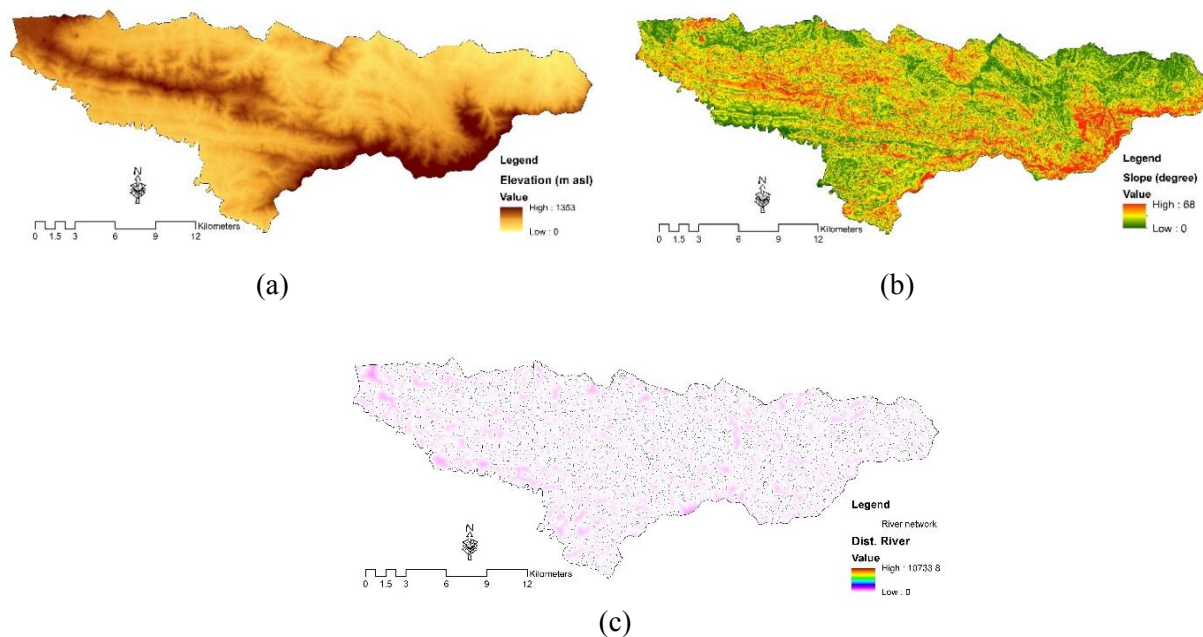 N
Kilometers
0 1.5 3 6 9 12
Legend
Elevation (m asl)
Value
High : 1353
Low : 0
(a)
N
Kilometers
0 1.5 3 6 9 12
Legend
Slope (degree)
Value
High : 68
Low : 0
(b)
N
Kilometers
0 1.5 3 6 9 12
Legend
River network
Dist. River
Value
High : 10733 8
Low : 0
(c)